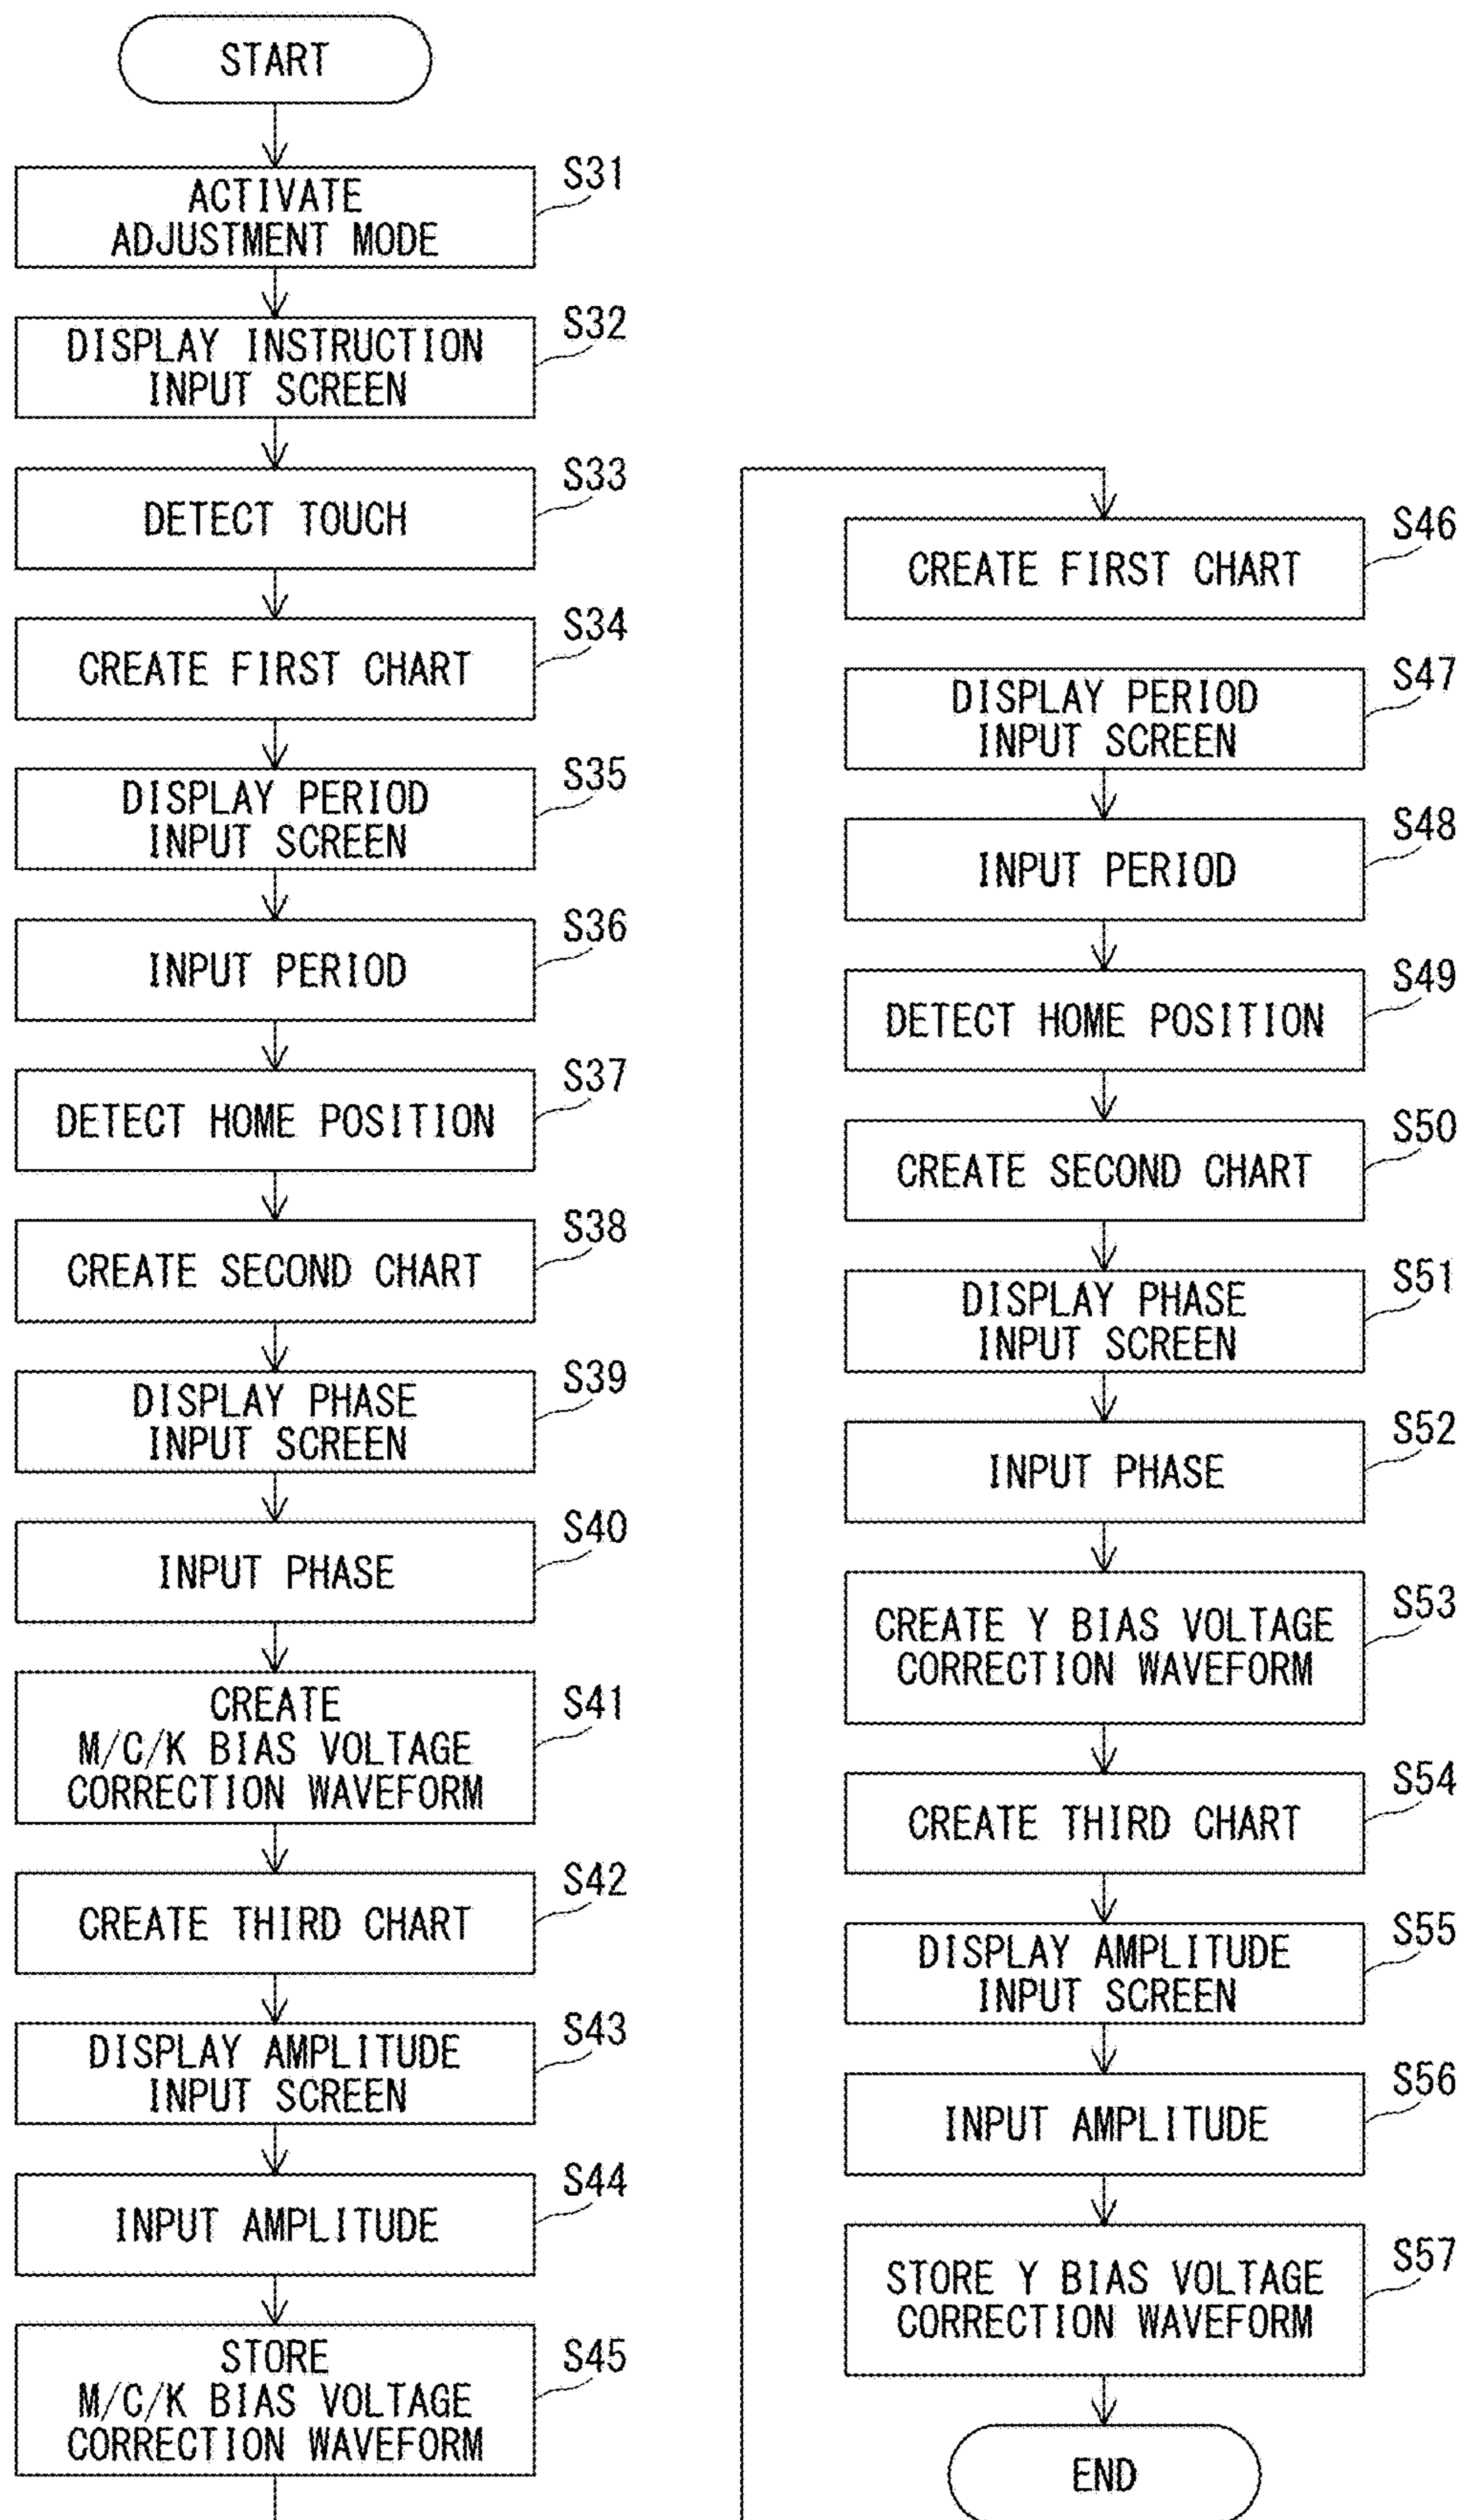 START
S31
ACTIVATE
ADJUSTMENT MODE
S32
DISPLAY INSTRUCTION
INPUT SCREEN
S33
DETECT TOUCH
S34
CREATE FIRST CHART
S35
DISPLAY PERIOD
INPUT SCREEN
S36
INPUT PERIOD
S37
DETECT HOME POSITION
S38
CREATE SECOND CHART
S39
DISPLAY PHASE
INPUT SCREEN
S40
INPUT PHASE
S41
CREATE
M/C/K BIAS VOLTAGE
CORRECTION WAVEFORM
S42
CREATE THIRD CHART
S43
DISPLAY AMPLITUDE
INPUT SCREEN
S44
INPUT AMPLITUDE
S45
STORE
M/C/K BIAS VOLTAGE
CORRECTION WAVEFORM
S46
CREATE FIRST CHART
S47
DISPLAY PERIOD
INPUT SCREEN
S48
INPUT PERIOD
S49
DETECT HOME POSITION
S50
CREATE SECOND CHART
S51
DISPLAY PHASE
INPUT SCREEN
S52
INPUT PHASE
S53
CREATE Y BIAS VOLTAGE
CORRECTION WAVEFORM
S54
CREATE THIRD CHART
S55
DISPLAY AMPLITUDE
INPUT SCREEN
S56
INPUT AMPLITUDE
S57
STORE Y BIAS VOLTAGE
CORRECTION WAVEFORM
END